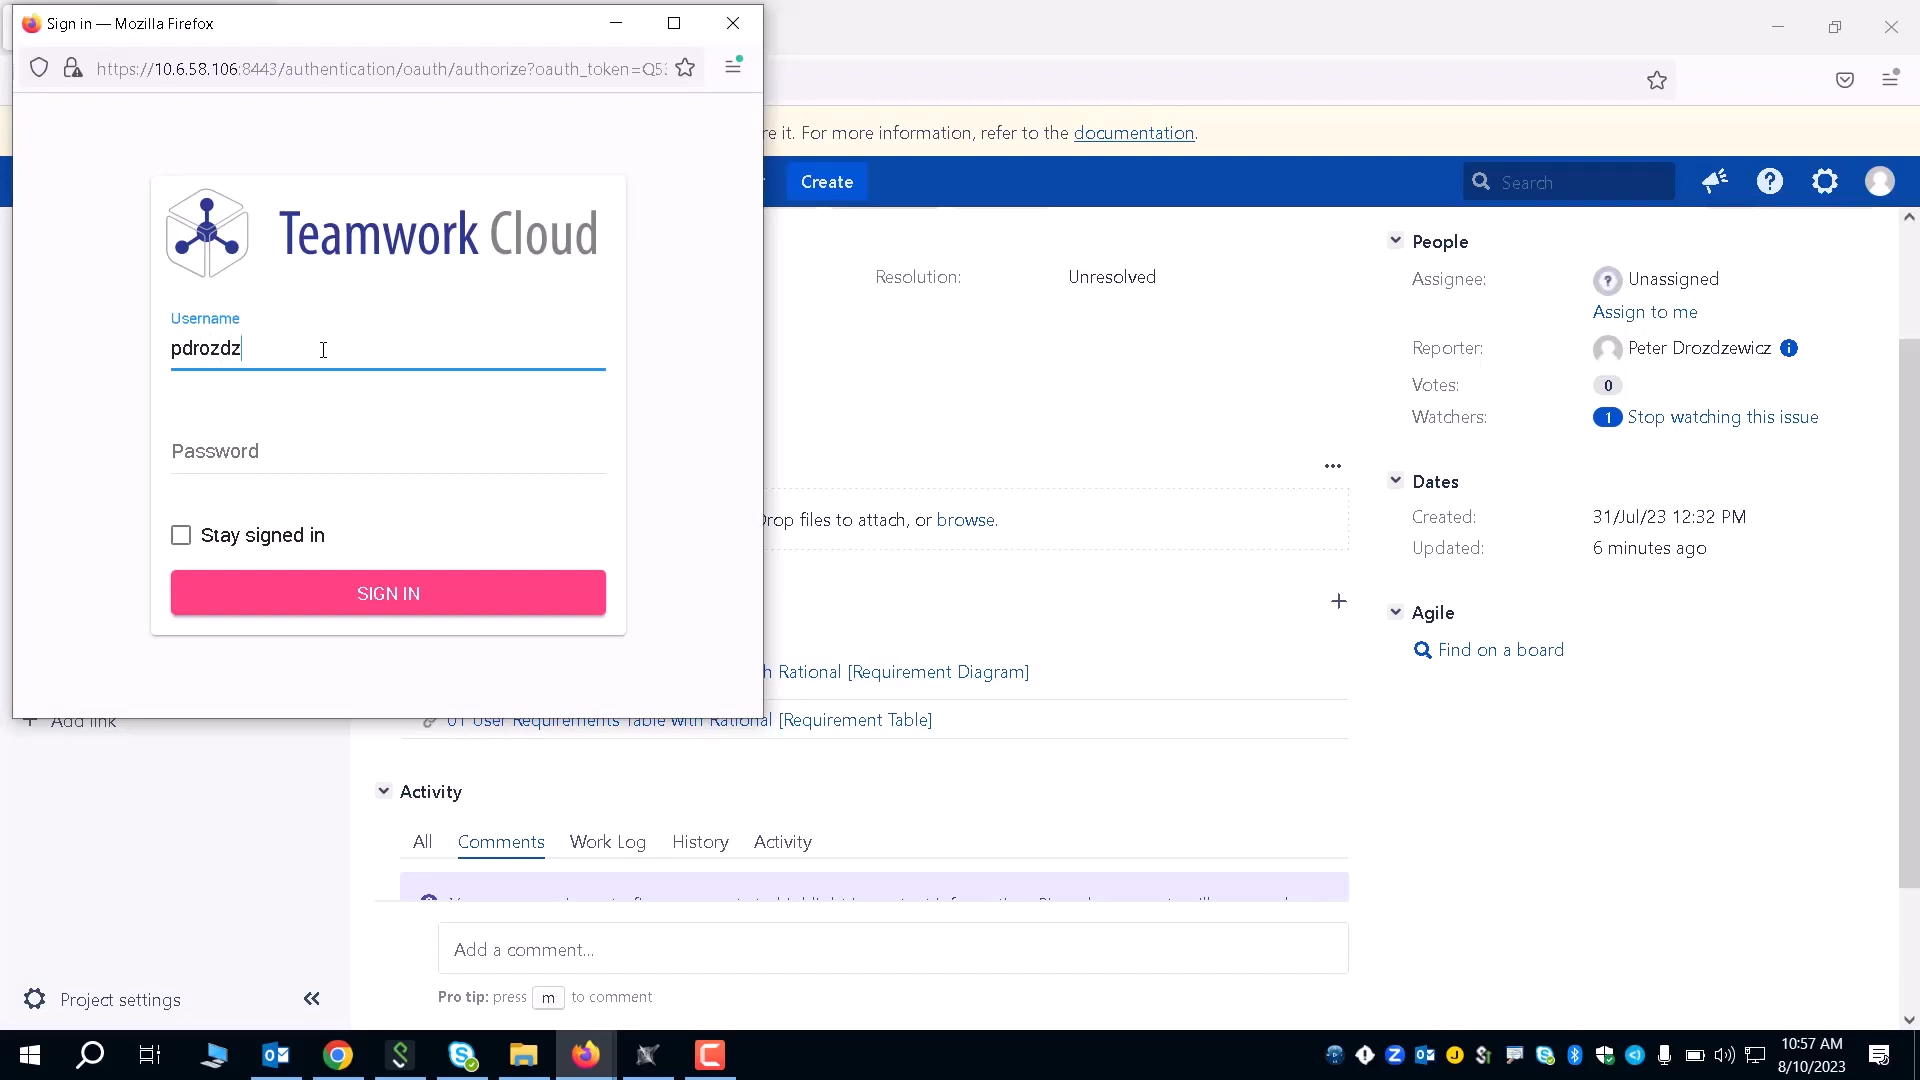 Sign in — Mozilla Firefox
https://10.6.58.106:8443/authentication/oauth/authorize?oauth_token=Q5
re it. For more information, refer to the documentation.
Create
Search
Teamwork Cloud
Username
pdrozdz
Password
Stay signed in
SIGN IN
Resolution: Unresolved
Drop files to attach, or browse.
h Rational [Requirement Diagram]
01 User Requirements Table with Rational [Requirement Table]
Add link
Activity
All Comments Work Log History Activity
Add a comment...
Pro tip: press m to comment
Project settings
People
Assignee: Unassigned
Assign to me
Reporter: Peter Drozdzewicz
Votes: 0
Watchers: 1 Stop watching this issue
Dates
Created: 31/Jul/23 12:32 PM
Updated: 6 minutes ago
Agile
Find on a board
10:57 AM
8/10/2023